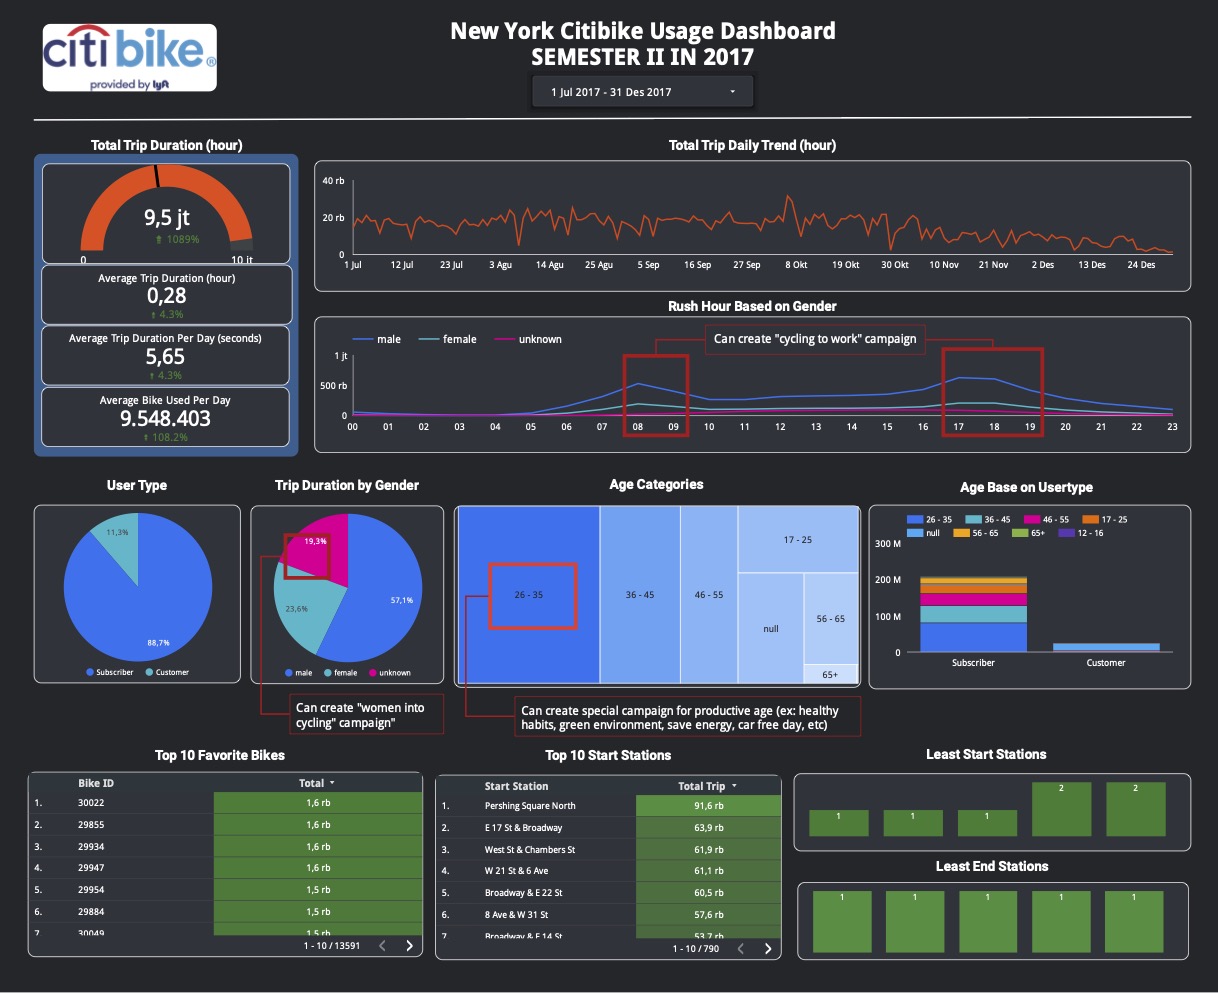 citi bike®
provided by lyft
New York Citibike Usage Dashboard
SEMESTER II IN 2017
1 Jul 2017 - 31 Des 2017
Total Trip Duration (hour)
9,5 jt
1089%
0
10 jt
Average Trip Duration (hour)
0,28
4.3%
Average Trip Duration Per Day (seconds)
5,65
4.3%
Average Bike Used Per Day
9.548.403
108.2%
Total Trip Daily Trend (hour)
40 rb
20 rb
0
1 Jul 12 Jul 23 Jul 3 Agu 14 Agu 25 Agu 5 Sep 16 Sep 27 Sep 8 Okt 19 Okt 30 Okt 10 Nov 21 Nov 2 Des 13 Des 24 Des
Rush Hour Based on Gender
male female unknown
Can create "cycling to work" campaign
1 jt
500 rb
0
00 01 02 03 04 05 06 07 08 09 10 11 12 13 14 15 16 17 18 19 20 21 22 23
User Type
11,3%
88,7%
Subscriber Customer
Trip Duration by Gender
19,3%
57,1%
23,6%
male female unknown
Can create "women into
cycling" campaign"
Age Categories
26 - 35
36 - 45
46 - 55
17 - 25
null
56 - 65
65+
Can create special campaign for productive age (ex: healthy
habits, green environment, save energy, car free day, etc)
Age Base on Usertype
26 - 35 36 - 45 46 - 55 17 - 25
null 56 - 65 65+ 12 - 16
300 M
200 M
100 M
0
Subscriber Customer
Top 10 Favorite Bikes
Bike ID Total
1. 30022 1,6 rb
2. 29855 1,6 rb
3. 29934 1,6 rb
4. 29947 1,6 rb
5. 29954 1,5 rb
6. 29884 1,5 rb
7. 30049 1,5 rb
1 - 10 / 13591
Top 10 Start Stations
Start Station Total Trip
1. Pershing Square North 91,6 rb
2. E 17 St & Broadway 63,9 rb
3. West St & Chambers St 61,9 rb
4. W 21 St & 6 Ave 61,1 rb
5. Broadway & E 22 St 60,5 rb
6. 8 Ave & W 31 St 57,6 rb
7. Broadway & E 14 St 53,7 rb
1 - 10 / 790
Least Start Stations
1 1 1 2 2
Least End Stations
1 1 1 1 1